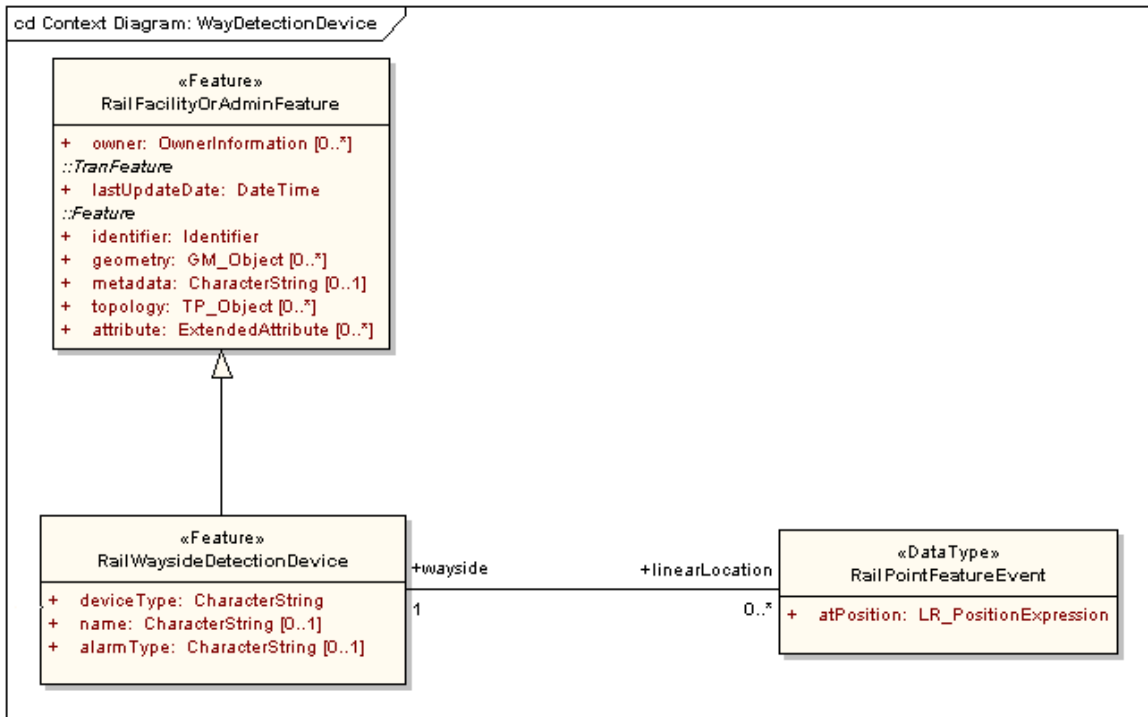 cd Context Diagram: WayDetectionDevice
«Feature»
RailFacilityOrAdminFeature
+ owner: OwnerInformation [0..*]
::TranFeature
+ lastUpdateDate: DateTime
::Feature
+ identifier: Identifier
+ geometry: GM_Object [0..*]
+ metadata: CharacterString [0..1]
+ topology: TP_Object [0..*]
+ attribute: ExtendedAttribute [0..*]
«Feature»
RailWaysideDetectionDevice
+ deviceType: CharacterString
+ name: CharacterString [0..1]
+ alarmType: CharacterString [0..1]
+wayside
1
+linearLocation
0..*
«DataType»
RailPointFeatureEvent
+ atPosition: LR_PositionExpression